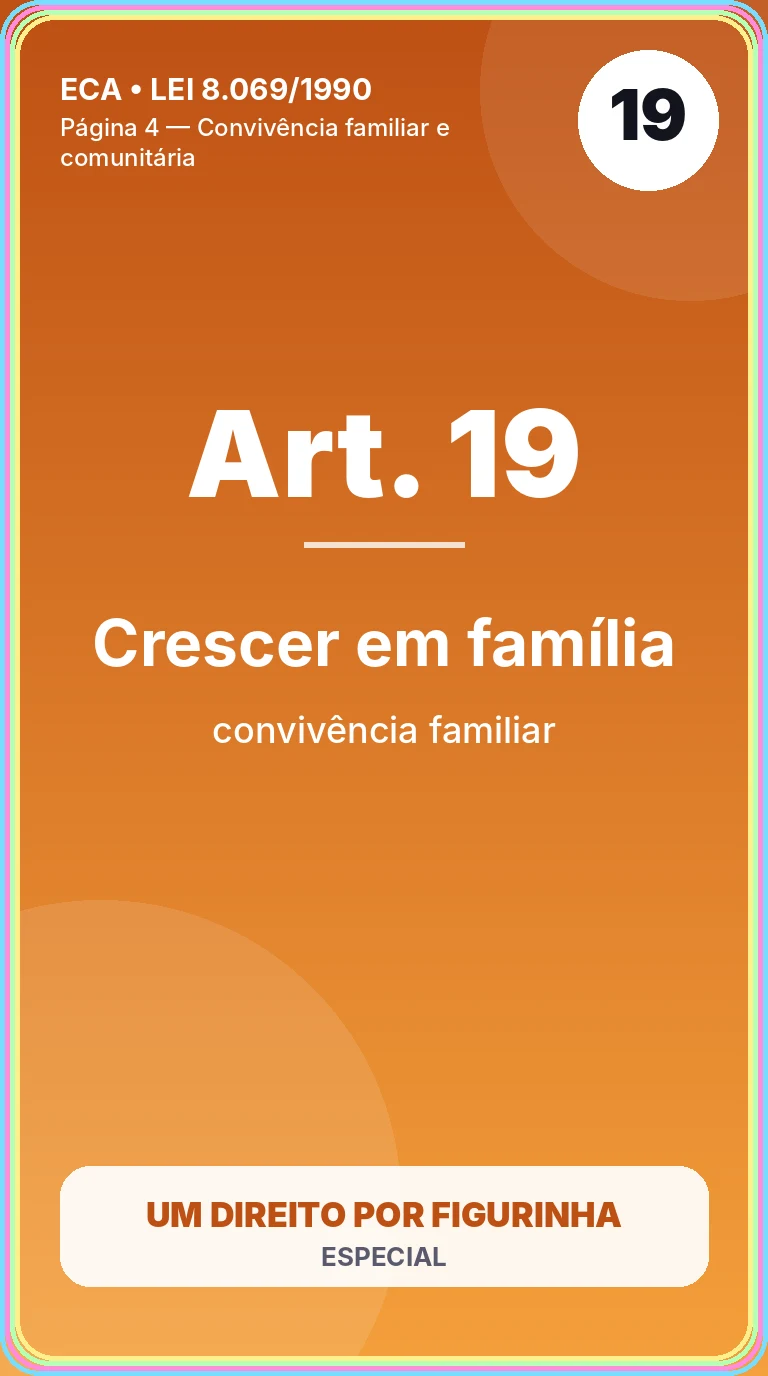 ECA • LEI 8.069/1990
Página 4 — Convivência familiar e
comunitária
19
Art. 19
Crescer em família
convivência familiar
UM DIREITO POR FIGURINHA
ESPECIAL